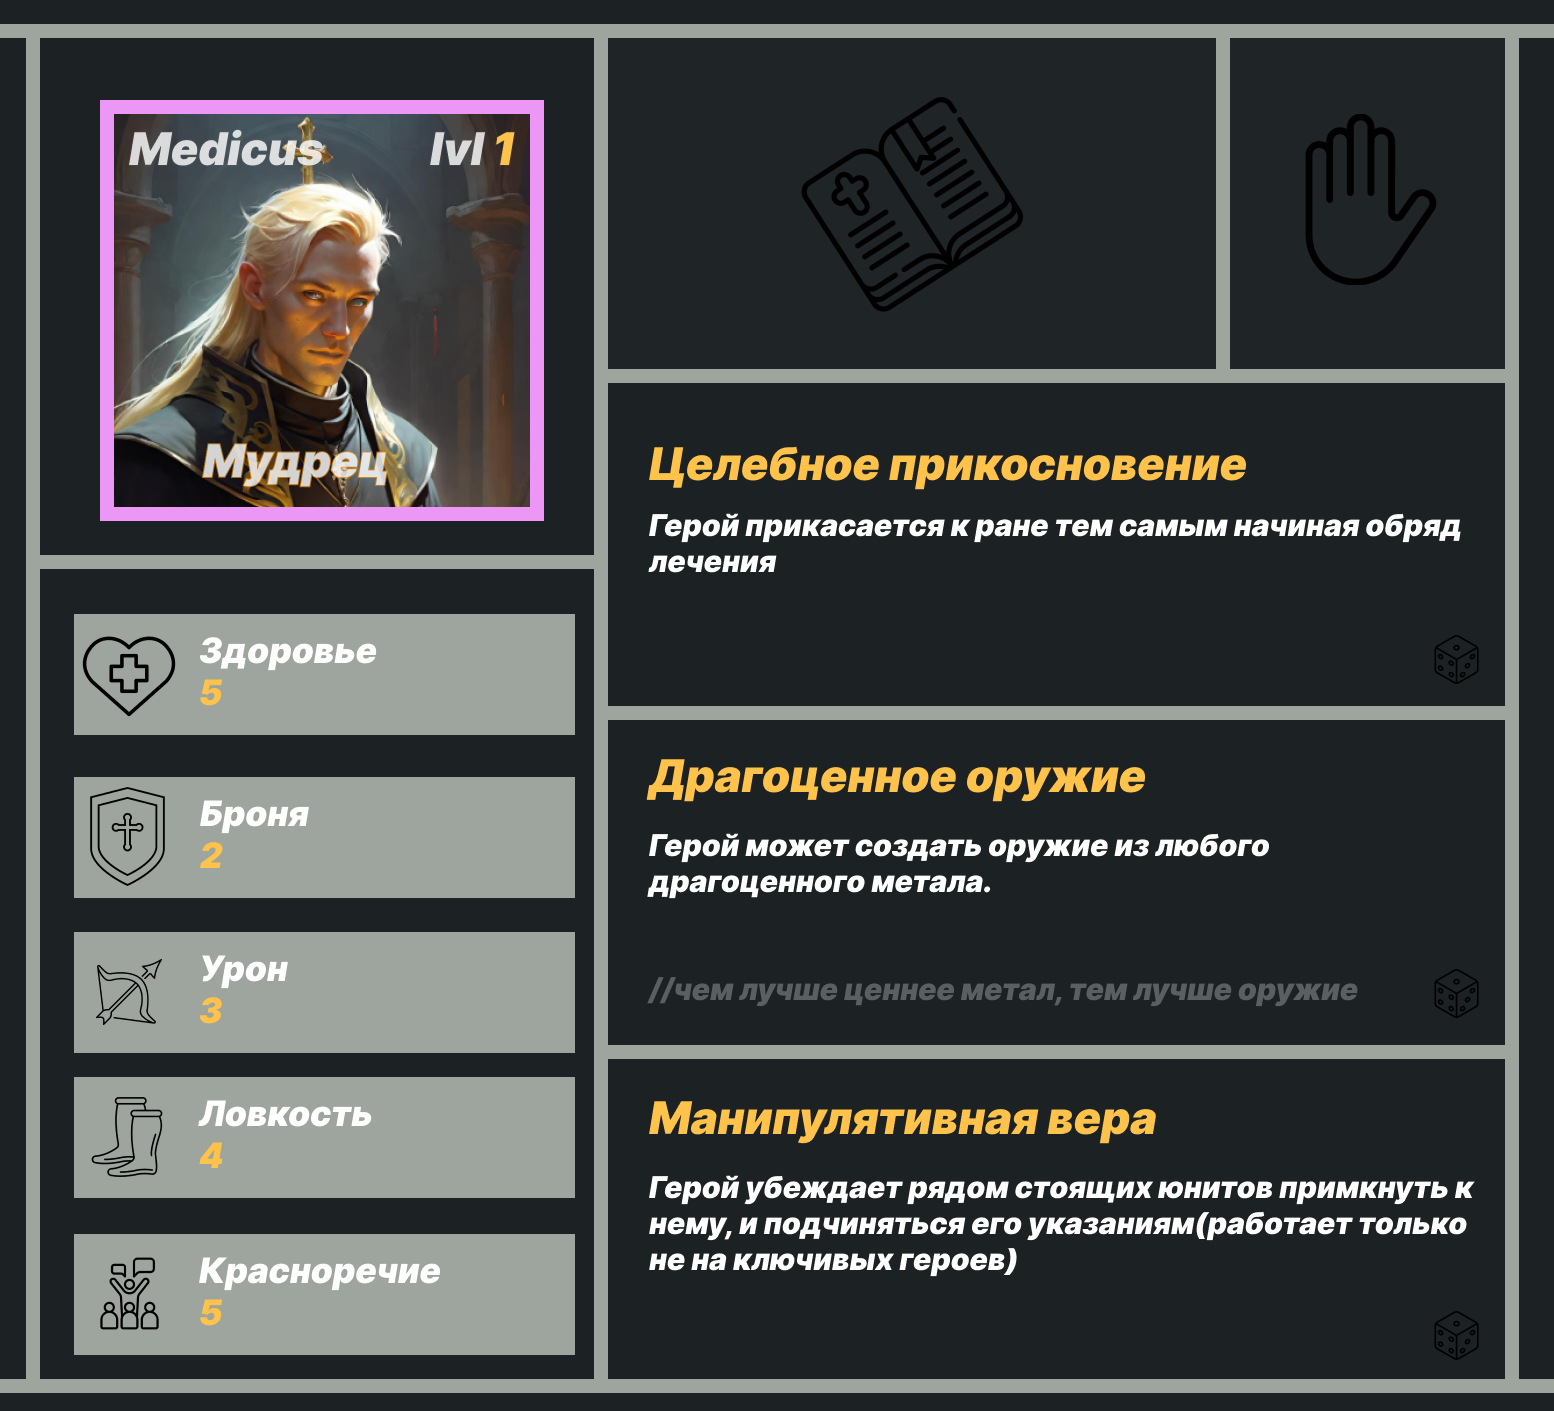 Medicus lvl 1
Мудрец
Здоровье
5
Броня
2
Урон
3
Ловкость
4
Красноречие
5
Целебное прикосновение
Герой прикасается к ране тем самым начиная обряд
лечения
Драгоценное оружие
Герой может создать оружие из любого
драгоценного метала.
//чем лучше ценнее метал, тем лучше оружие
Манипулятивная вера
Герой убеждает рядом стоящих юнитов примкнуть к
нему, и подчиняться его указаниям(работает только
не на ключивых героев)